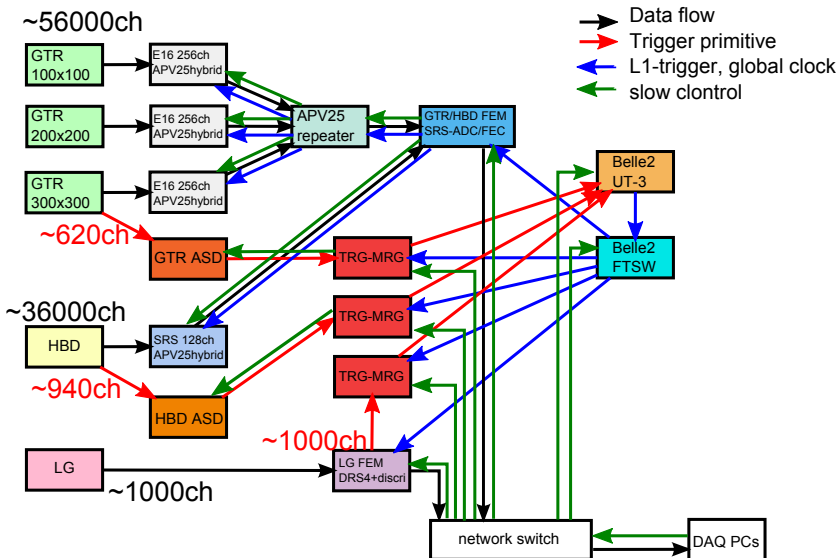 ~56000ch
Data flow
Trigger primitive
L1-trigger, global clock
slow clontrol
GTR
100x100
E16 256ch
APV25hybrid
GTR
200x200
E16 256ch
APV25hybrid
APV25
repeater
GTR/HBD FEM
SRS-ADC/FEC
GTR
300x300
E16 256ch
APV25hybrid
Belle2
UT-3
~620ch
GTR ASD
TRG-MRG
Belle2
FTSW
~36000ch
HBD
SRS 128ch
APV25hybrid
TRG-MRG
TRG-MRG
~940ch
HBD ASD
~1000ch
LG
~1000ch
LG FEM
DRS4+discri
network switch
DAQ PCs